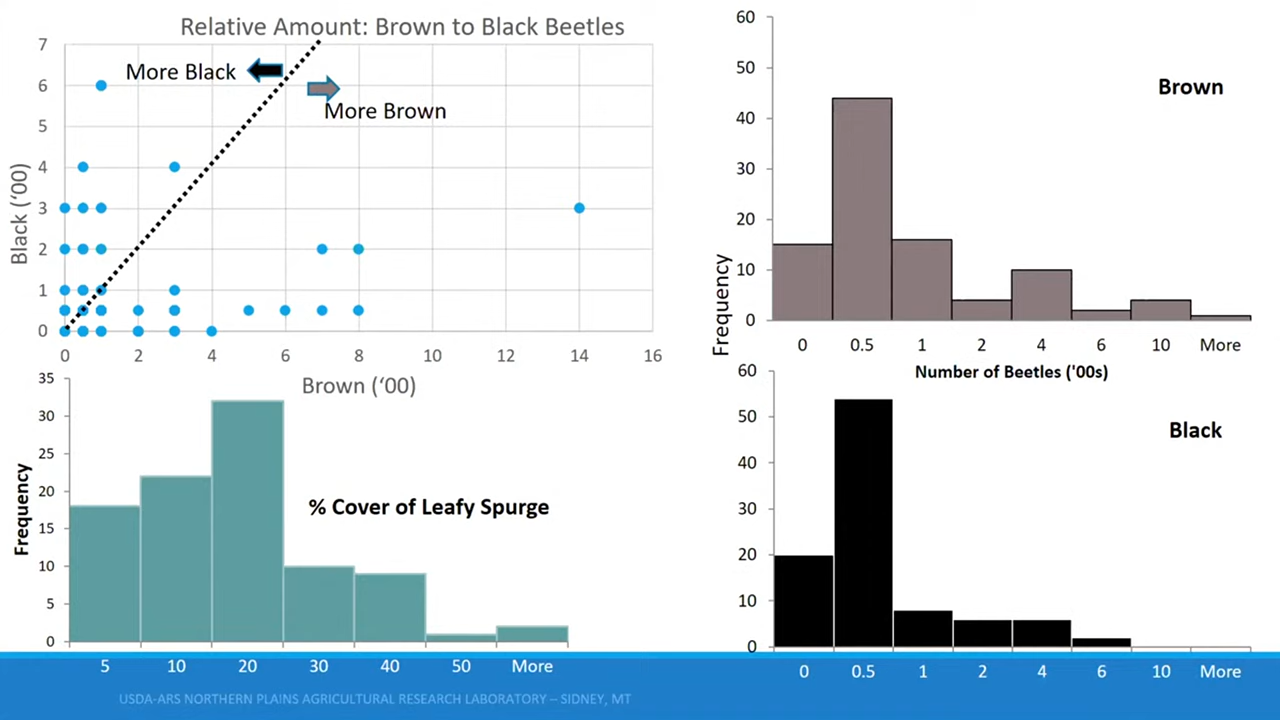 Relative Amount: Brown to Black Beetles
7
6
5
4
3
2
1
0
Black ('00)
More Black
More Brown
0 2 4 6 8 10 12 14 16
Brown ('00)
60
50
40
30
20
10
0
Frequency
Brown
0 0.5 1 2 4 6 10 More
Number of Beetles ('00s)
35
30
25
20
15
10
5
0
Frequency
% Cover of Leafy Spurge
5 10 20 30 40 50 More
60
50
40
30
20
10
0
Black
0 0.5 1 2 4 6 10 More
USDA-ARS NORTHERN PLAINS AGRICULTURAL RESEARCH LABORATORY – SIDNEY, MT